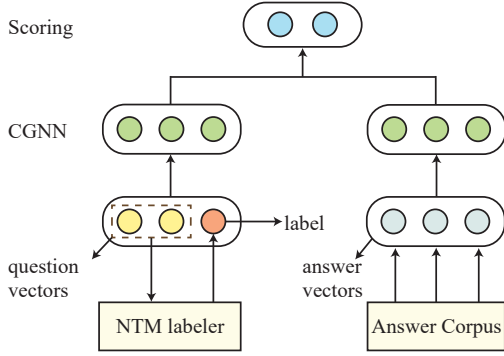 Scoring
CGNN
label
question
vectors
answer
vectors
NTM labeler
Answer Corpus